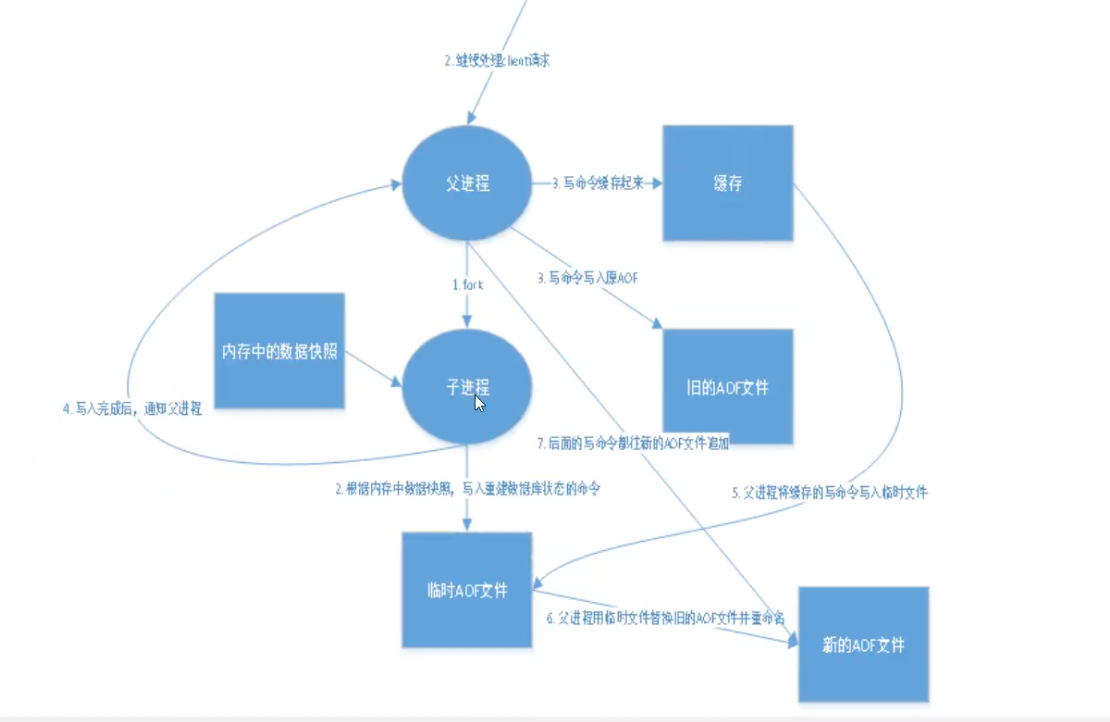 2.继续处理client请求
父进程
3.写命令缓存起来
缓存
3.写命令写入原AOF
1.fork
内存中的数据快照
子进程
旧的AOF文件
4.写入完成后，通知父进程
7.后面的写命令都往新的AOF文件追加
2.根据内存中数据快照，写入重建数据库状态的命令
5.父进程将缓存的写命令写入临时文件
临时AOF文件
6.父进程用临时文件替换旧的AOF文件并重命名
新的AOF文件